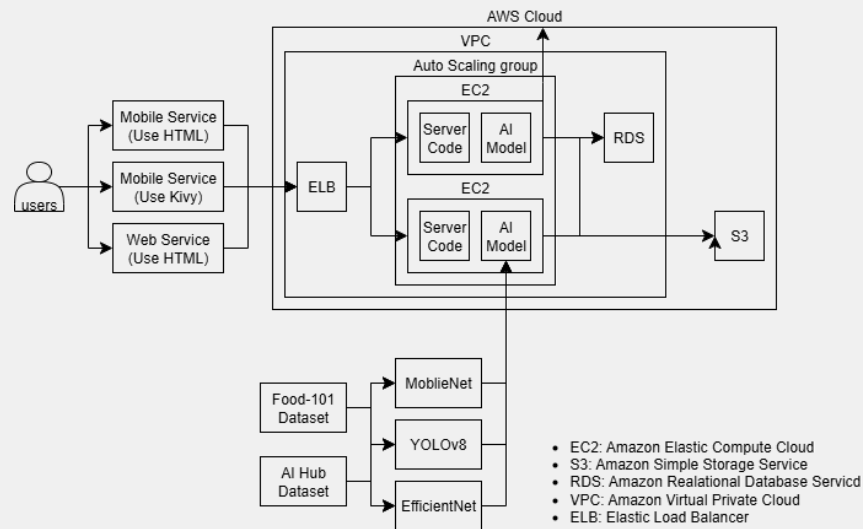 AWS Cloud
VPC
Auto Scaling group
EC2
Server
Code
AI
Model
RDS
Mobile Service
(Use HTML)
Mobile Service
(Use Kivy)
Web Service
(Use HTML)
users
ELB
EC2
Server
Code
AI
Model
S3
Food-101
Dataset
AI Hub
Dataset
MoblieNet
YOLOv8
EfficientNet
• EC2: Amazon Elastic Compute Cloud
• S3: Amazon Simple Storage Service
• RDS: Amazon Realational Database Servicd
• VPC: Amazon Virtual Private Cloud
• ELB: Elastic Load Balancer